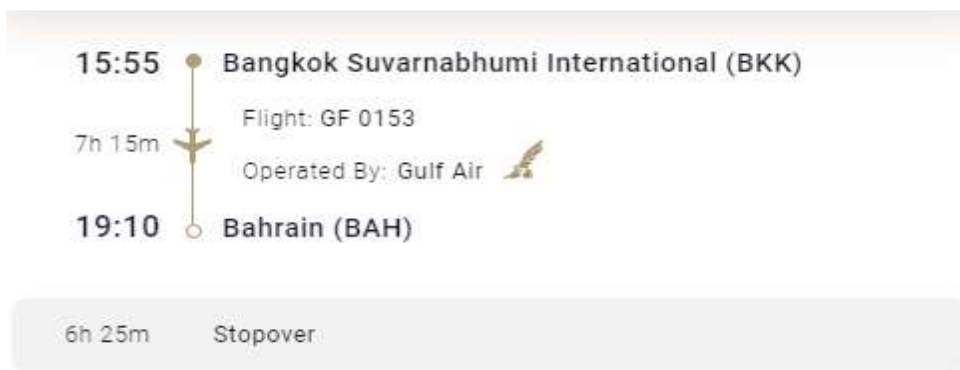 15:55 Bangkok Suvarnabhumi International (BKK)
Flight: GF 0153
7h 15m
Operated By: Gulf Air
19:10 Bahrain (BAH)
6h 25m Stopover